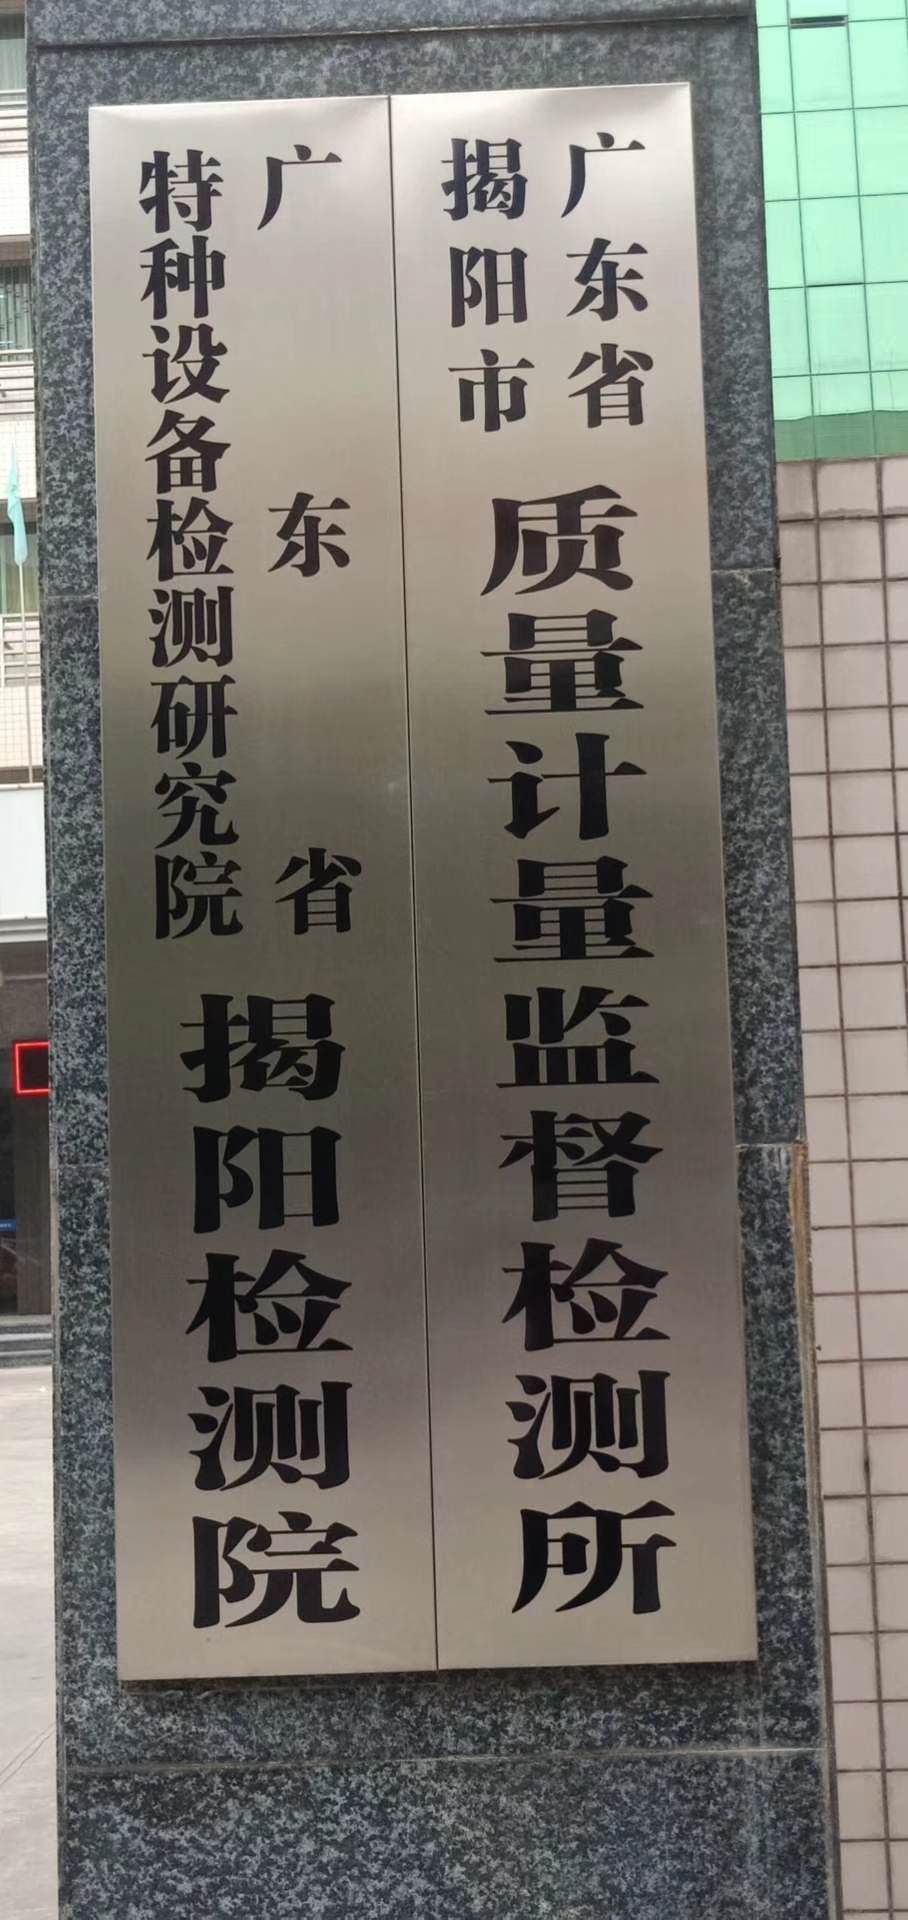 广东省
揭阳市
质量计量监督检测所
广东省
特种设备检测研究院
揭阳检测院